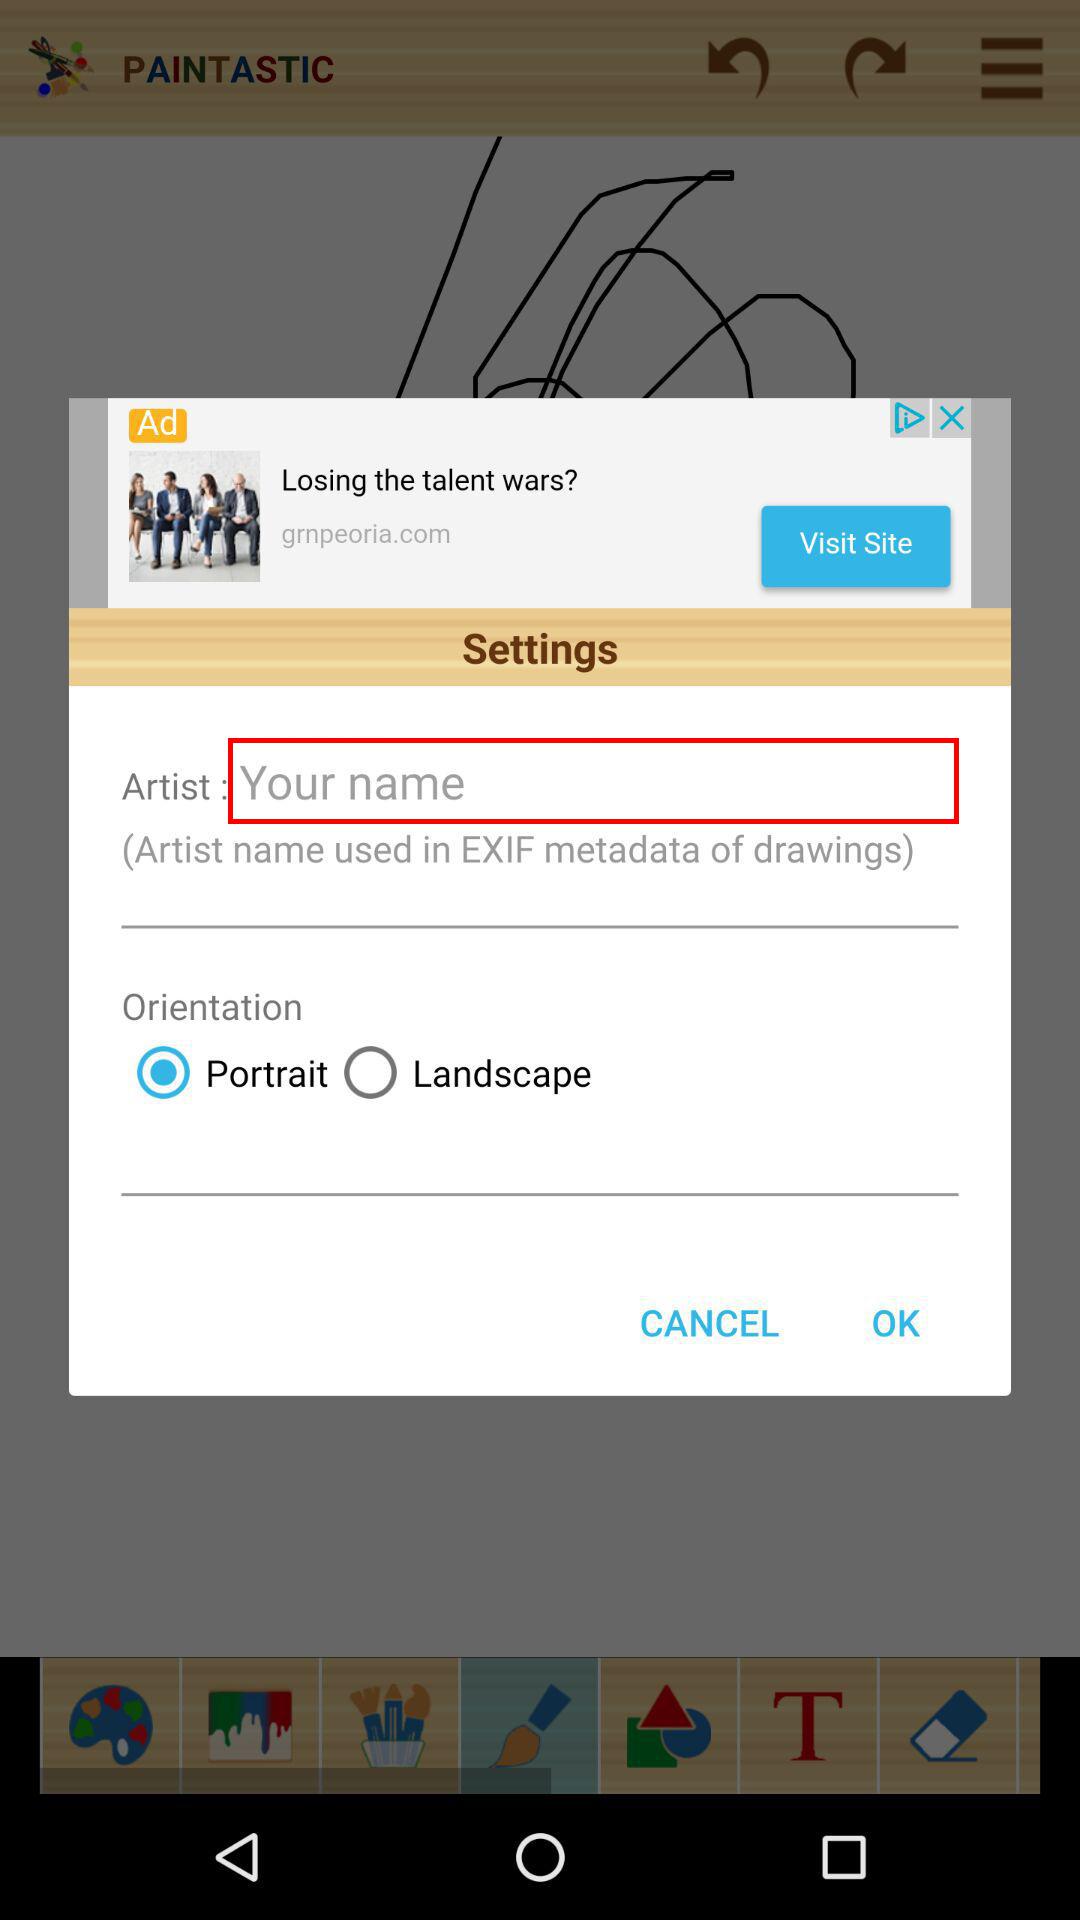 PAINTASTIC
Ad
Losing the talent wars?
grnpeoria.com
Visit Site
Settings
Artist : Your name
(Artist name used in EXIF metadata of drawings)
Orientation
Portrait Landscape
CANCEL OK
T